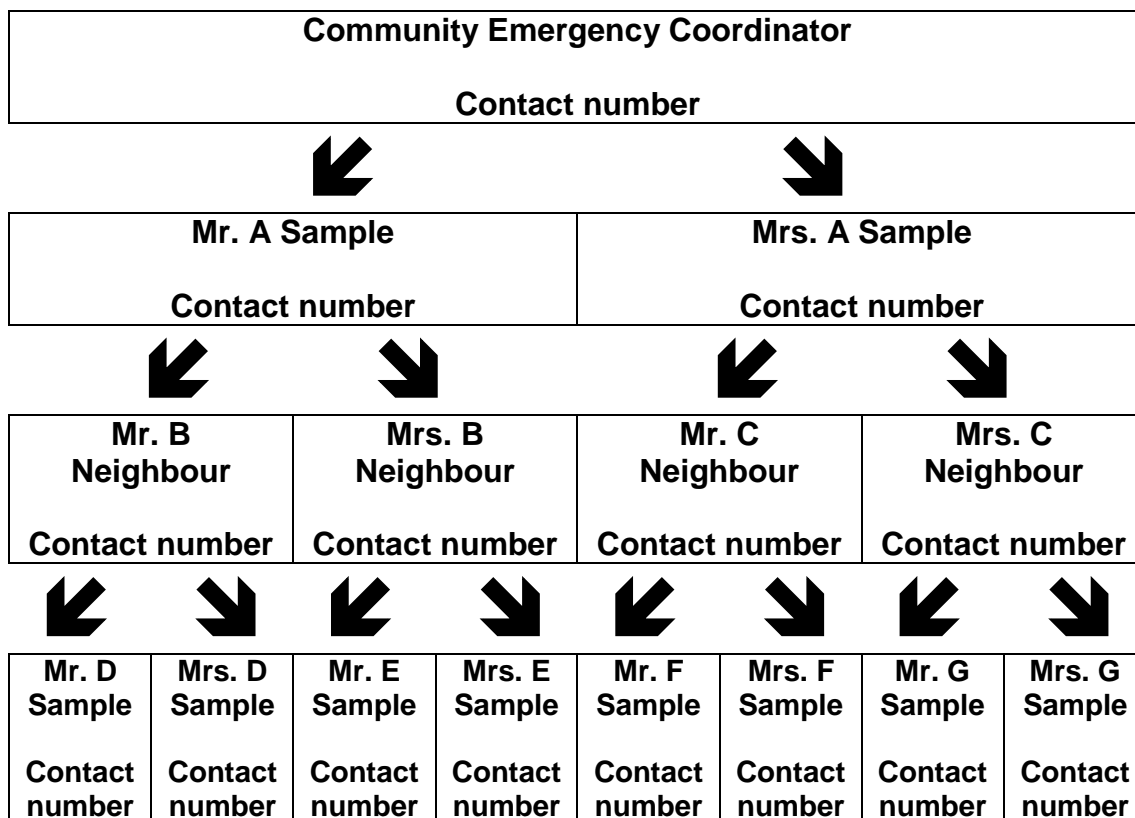 Community Emergency Coordinator
Contact number
Mr. A Sample
Contact number
Mrs. A Sample
Contact number
Mr. B
Neighbour
Contact number
Mrs. B
Neighbour
Contact number
Mr. C
Neighbour
Contact number
Mrs. C
Neighbour
Contact number
Mr. D
Sample
Contact
number
Mrs. D
Sample
Contact
number
Mr. E
Sample
Contact
number
Mrs. E
Sample
Contact
number
Mr. F
Sample
Contact
number
Mrs. F
Sample
Contact
number
Mr. G
Sample
Contact
number
Mrs. G
Sample
Contact
number